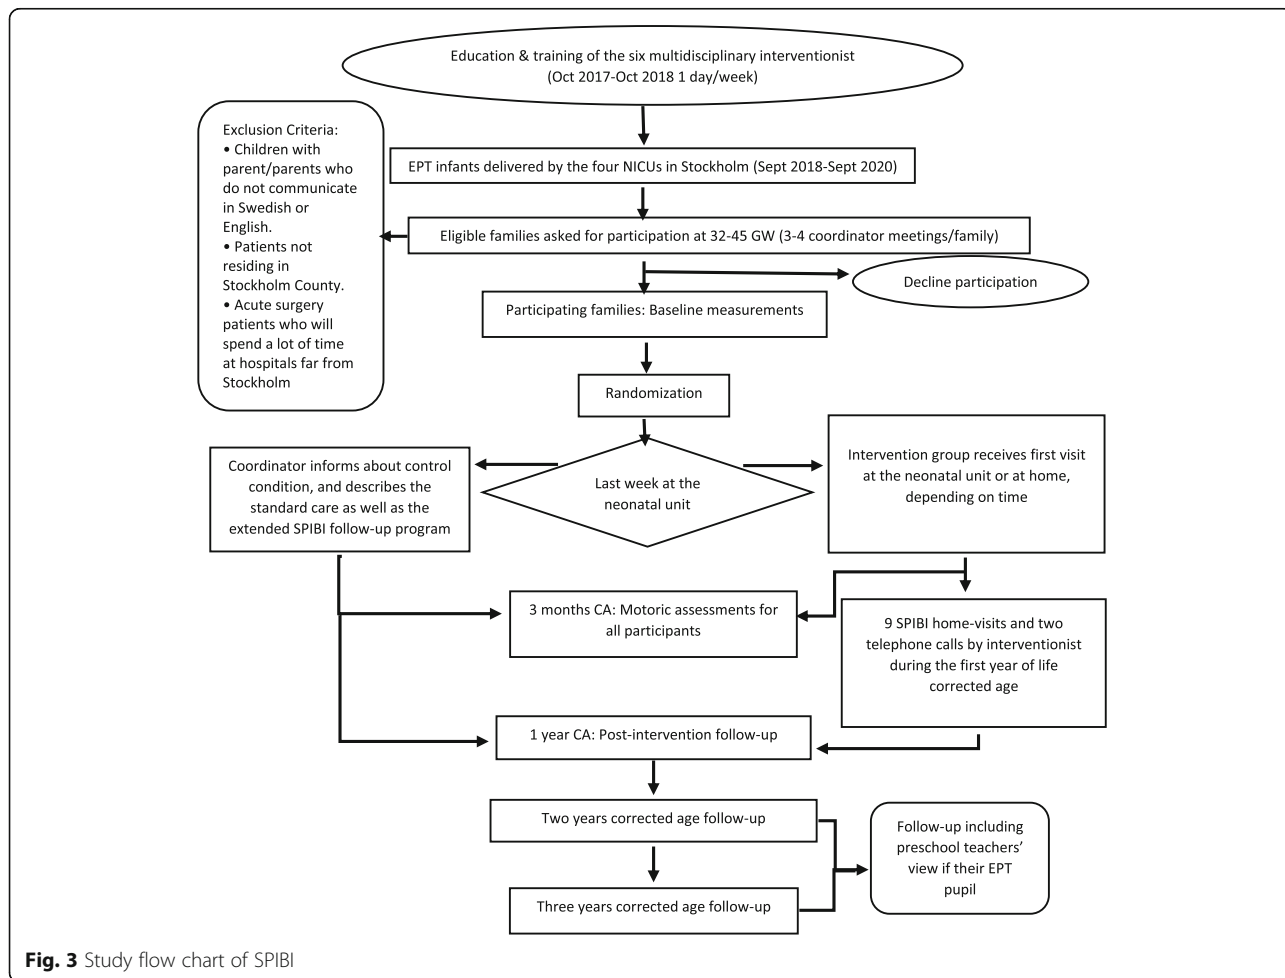 Education & training of the six multidisciplinary interventionist
(Oct 2017-Oct 2018 1 day/week)
Exclusion Criteria:
• Children with
parent/parents who
do not communicate
in Swedish or
English.
• Patients not
residing in
Stockholm County.
• Acute surgery
patients who will
spend a lot of time
at hospitals far from
Stockholm
EPT infants delivered by the four NICUs in Stockholm (Sept 2018-Sept 2020)
Eligible families asked for participation at 32-45 GW (3-4 coordinator meetings/family)
Decline participation
Participating families: Baseline measurements
Randomization
Last week at the
neonatal unit
Coordinator informs about control
condition, and describes the
standard care as well as the
extended SPIBI follow-up program
Intervention group receives first visit
at the neonatal unit or at home,
depending on time
3 months CA: Motoric assessments for
all participants
9 SPIBI home-visits and two
telephone calls by interventionist
during the first year of life
corrected age
1 year CA: Post-intervention follow-up
Two years corrected age follow-up
Three years corrected age follow-up
Follow-up including
preschool teachers’
view if their EPT
pupil
Fig. 3 Study flow chart of SPIBI